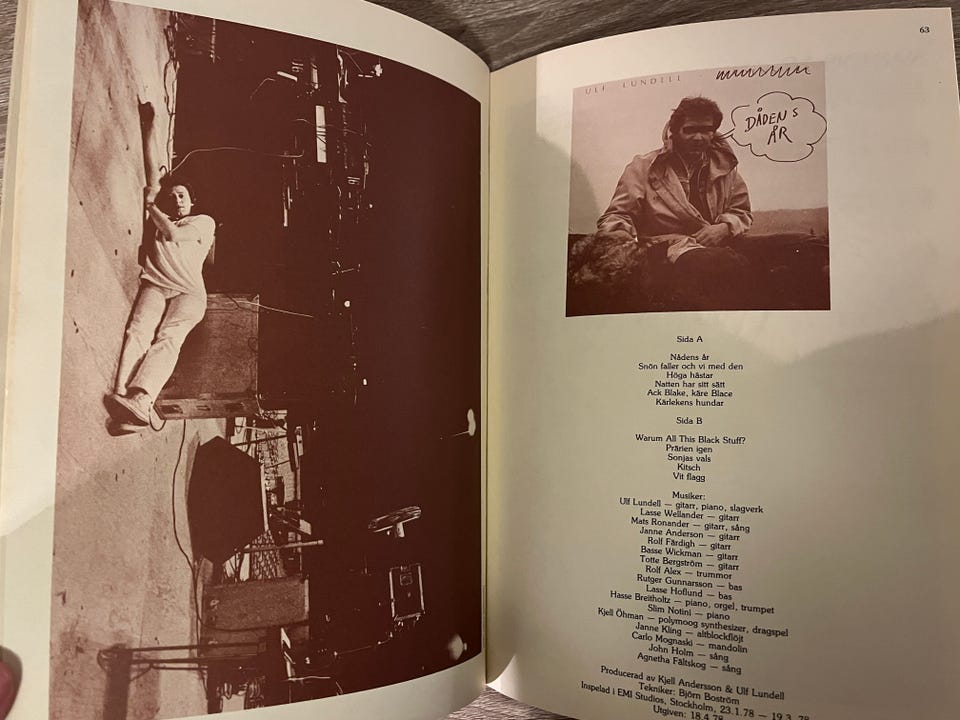 63
ULF LUNDELL
DÅDENS
ÅR
Sida A
Nådens år
Snön faller och vi med den
Höga hästar
Natten har sitt sätt
Ack Blake, käre Blace
Kärlekens hundar
Sida B
Warum All This Black Stuff?
Prärien igen
Sonjas vals
Kitsch
Vit flagg
Musiker:
Ulf Lundell — gitarr, piano, slagverk
Lasse Wellander — gitarr
Mats Ronander — gitarr, sång
Janne Anderson — gitarr
Rolf Färdigh — gitarr
Basse Wickman — gitarr
Totte Bergström — gitarr
Rolf Alex — trummor
Rutger Gunnarsson — bas
Lasse Hoflund — bas
Hasse Breitholtz — piano, orgel, trumpet
Slim Notini — piano
Kjell Öhman — polymoog synthesizer, dragspel
Janne Kling — altblockflöjt
Carlo Mognaski — mandolin
John Holm — sång
Agnetha Fältskog — sång
Producerad av Kjell Andersson & Ulf Lundell
Tekniker: Björn Boström
Inspelad i EMI Studios, Stockholm, 23.1.78 — 19.3.78
Utgiven: 18.4.78